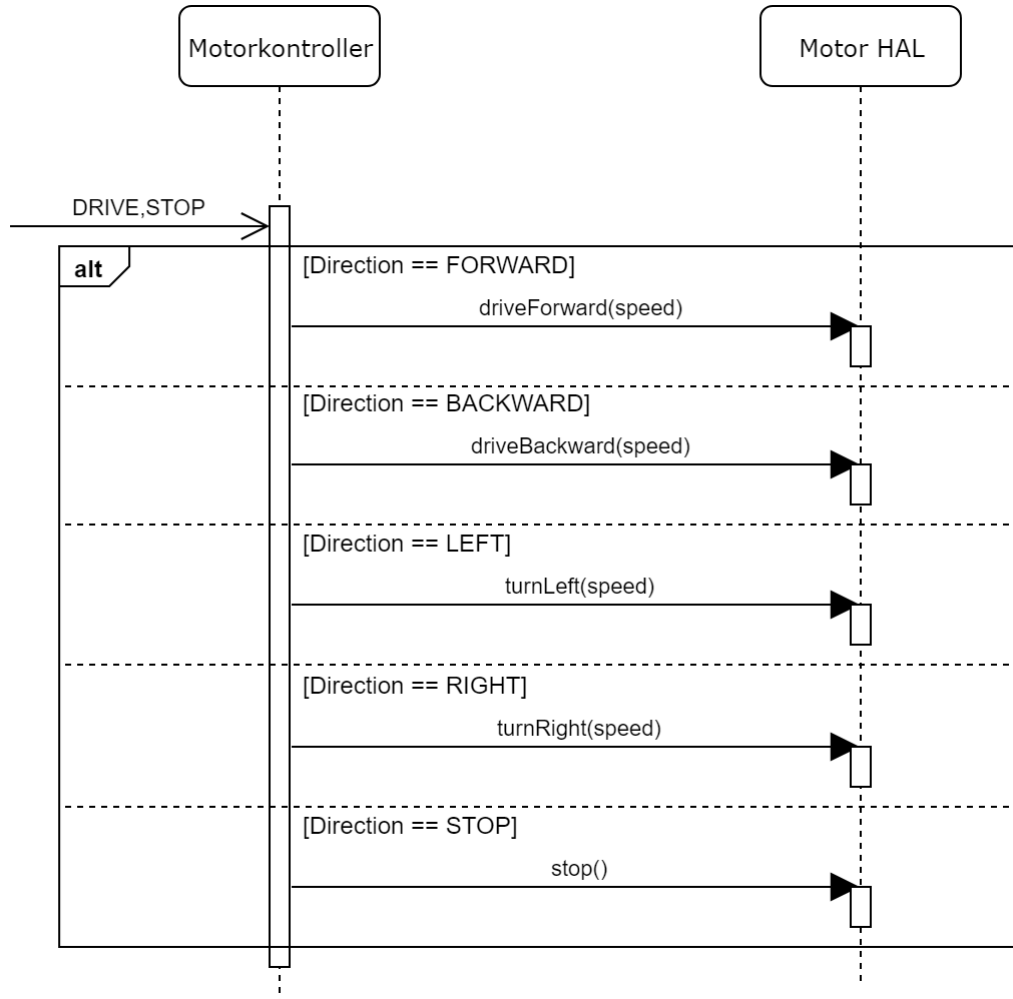 Motorkontroller
Motor HAL
DRIVE,STOP
alt
[Direction == FORWARD]
driveForward(speed)
[Direction == BACKWARD]
driveBackward(speed)
[Direction == LEFT]
turnLeft(speed)
[Direction == RIGHT]
turnRight(speed)
[Direction == STOP]
stop()